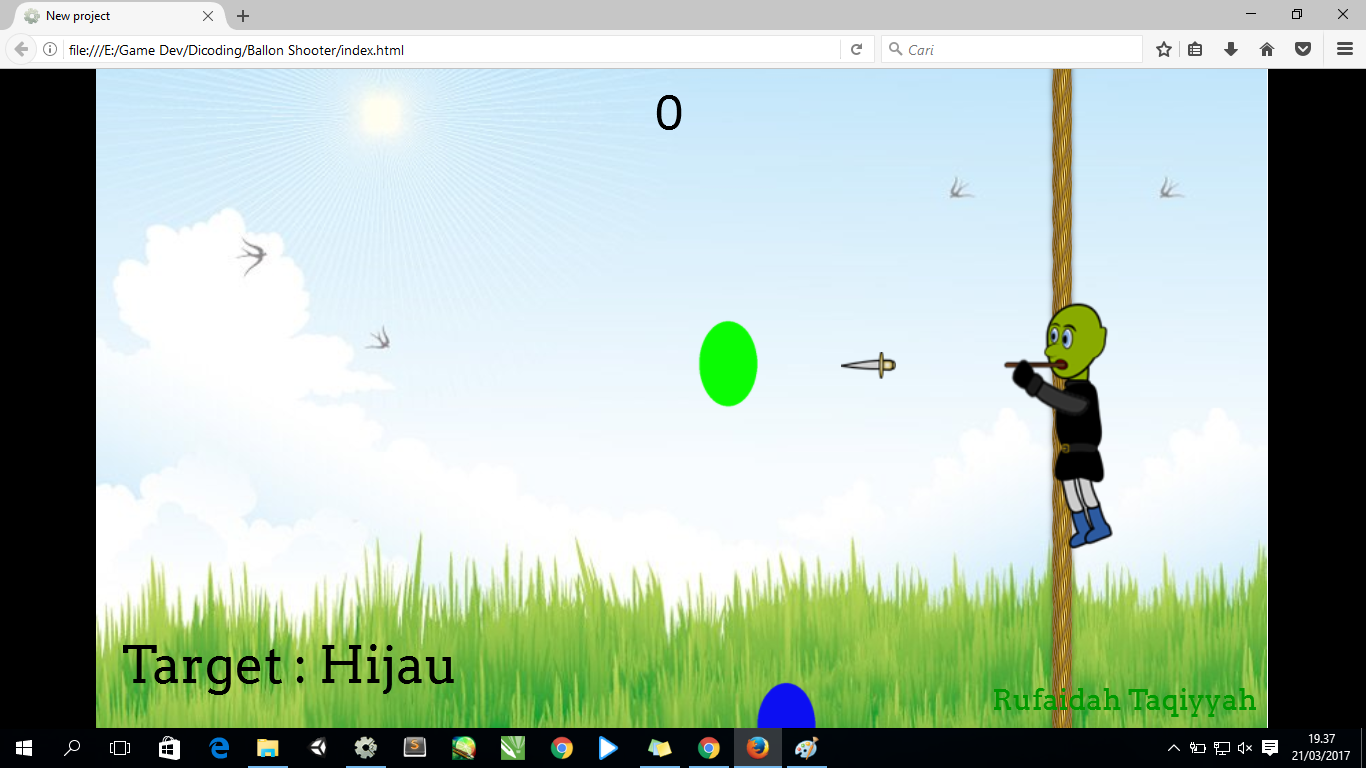 New project
file:///E:/Game Dev/Dicoding/Ballon Shooter/index.html
Cari
0
Target : Hijau
Rufaidah Taqiyyah
19.37
21/03/2017